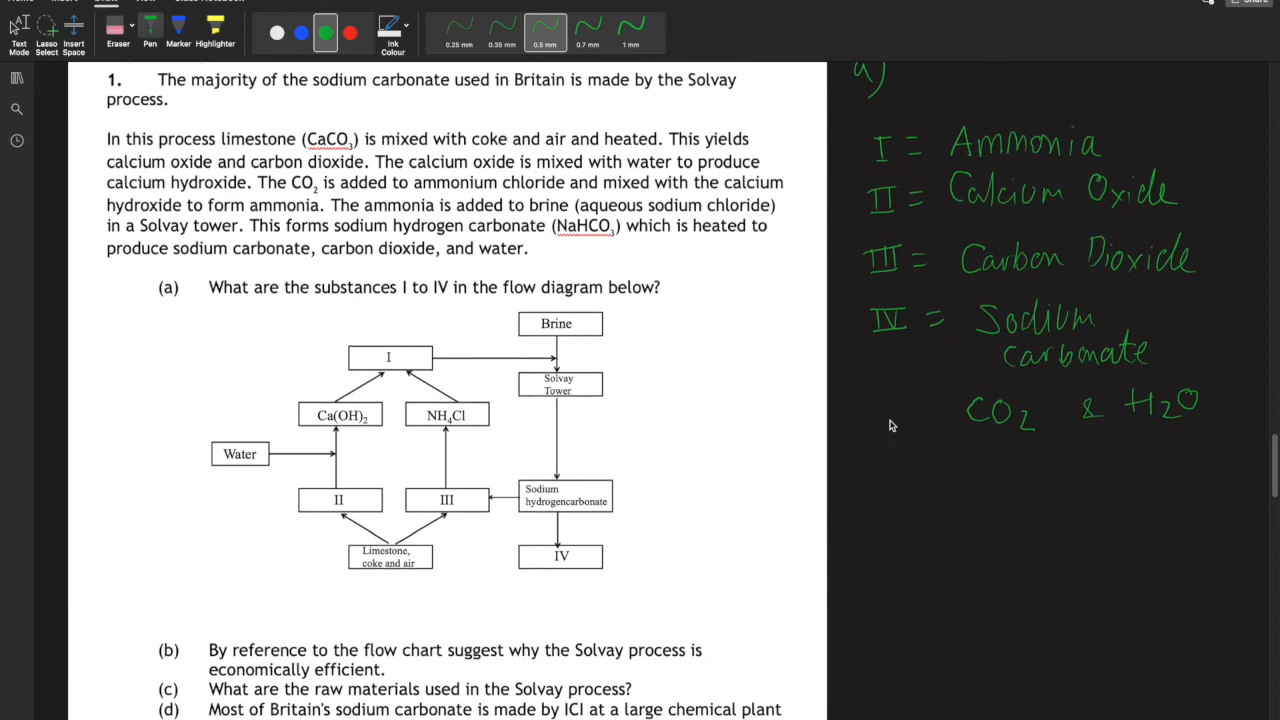 Text
Mode
Lasso
Select
Insert
Space
Eraser
Pen
Marker
Highlighter
Ink
Colour
0.25 mm
0.35 mm
0.5 mm
0.7 mm
1 mm
1. The majority of the sodium carbonate used in Britain is made by the Solvay
process.
In this process limestone (CaCO₃) is mixed with coke and air and heated. This yields
calcium oxide and carbon dioxide. The calcium oxide is mixed with water to produce
calcium hydroxide. The CO₂ is added to ammonium chloride and mixed with the calcium
hydroxide to form ammonia. The ammonia is added to brine (aqueous sodium chloride)
in a Solvay tower. This forms sodium hydrogen carbonate (NaHCO₃) which is heated to
produce sodium carbonate, carbon dioxide, and water.
(a) What are the substances I to IV in the flow diagram below?
Brine
I
Solvay
Tower
Ca(OH)₂
NH₄Cl
Water
II
III
Sodium
hydrogencarbonate
Limestone,
coke and air
IV
(b) By reference to the flow chart suggest why the Solvay process is
economically efficient.
(c) What are the raw materials used in the Solvay process?
(d) Most of Britain's sodium carbonate is made by ICI at a large chemical plant
a)
I = Ammonia
II = Calcium Oxide
III = Carbon Dioxide
IV = Sodium
carbonate
CO₂ & H₂O